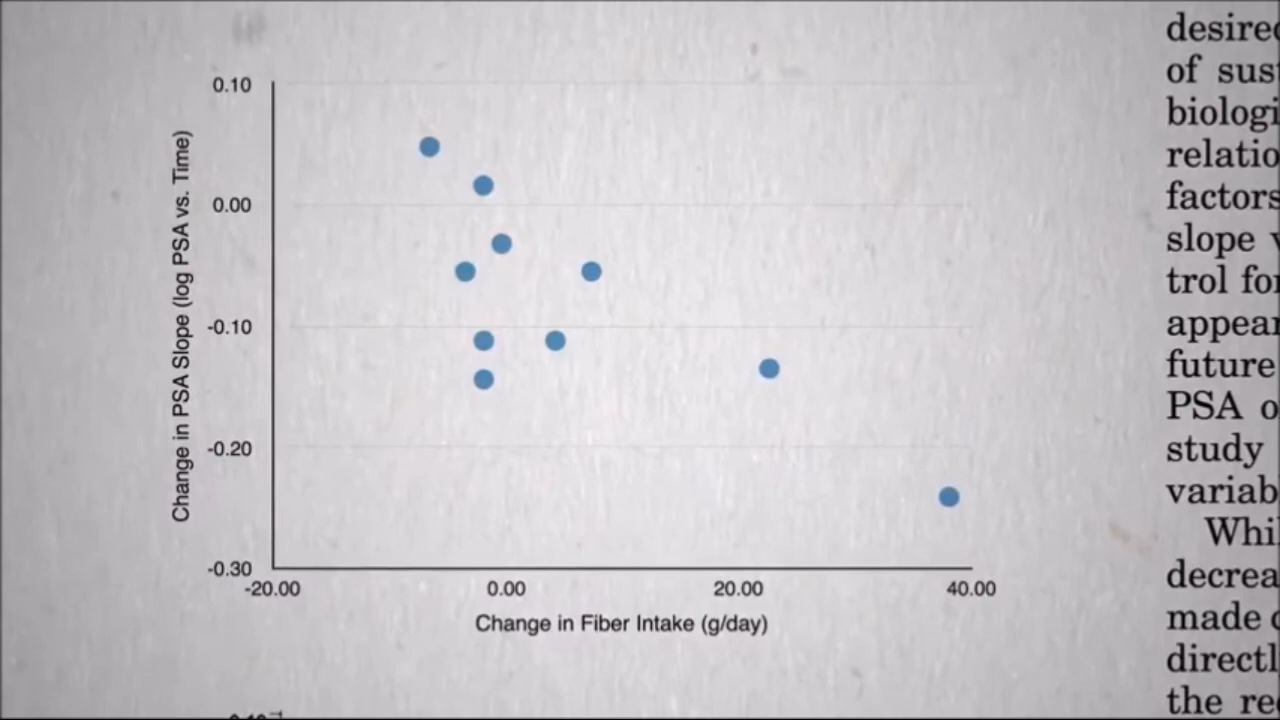 0.10
0.00
-0.10
-0.20
-0.30
-20.00
0.00
20.00
40.00
Change in Fiber Intake (g/day)
Change in PSA Slope (log PSA vs. Time)
desired
of sus
biologi
relatio
factors
slope v
trol for
appear
future
PSA o
study
variab
Whi
decrea
made
directl
the re